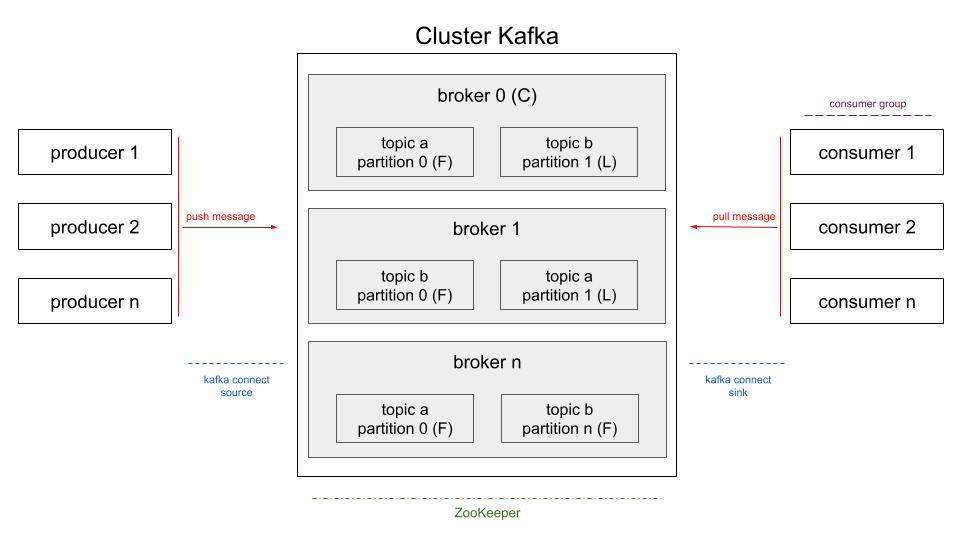 Cluster Kafka
broker 0 (C)
topic a
partition 0 (F)
topic b
partition 1 (L)
broker 1
topic b
partition 0 (F)
topic a
partition 1 (L)
broker n
topic a
partition 0 (F)
topic b
partition n (F)
producer 1
producer 2
producer n
push message
kafka connect
source
consumer group
consumer 1
consumer 2
consumer n
pull message
kafka connect
sink
ZooKeeper